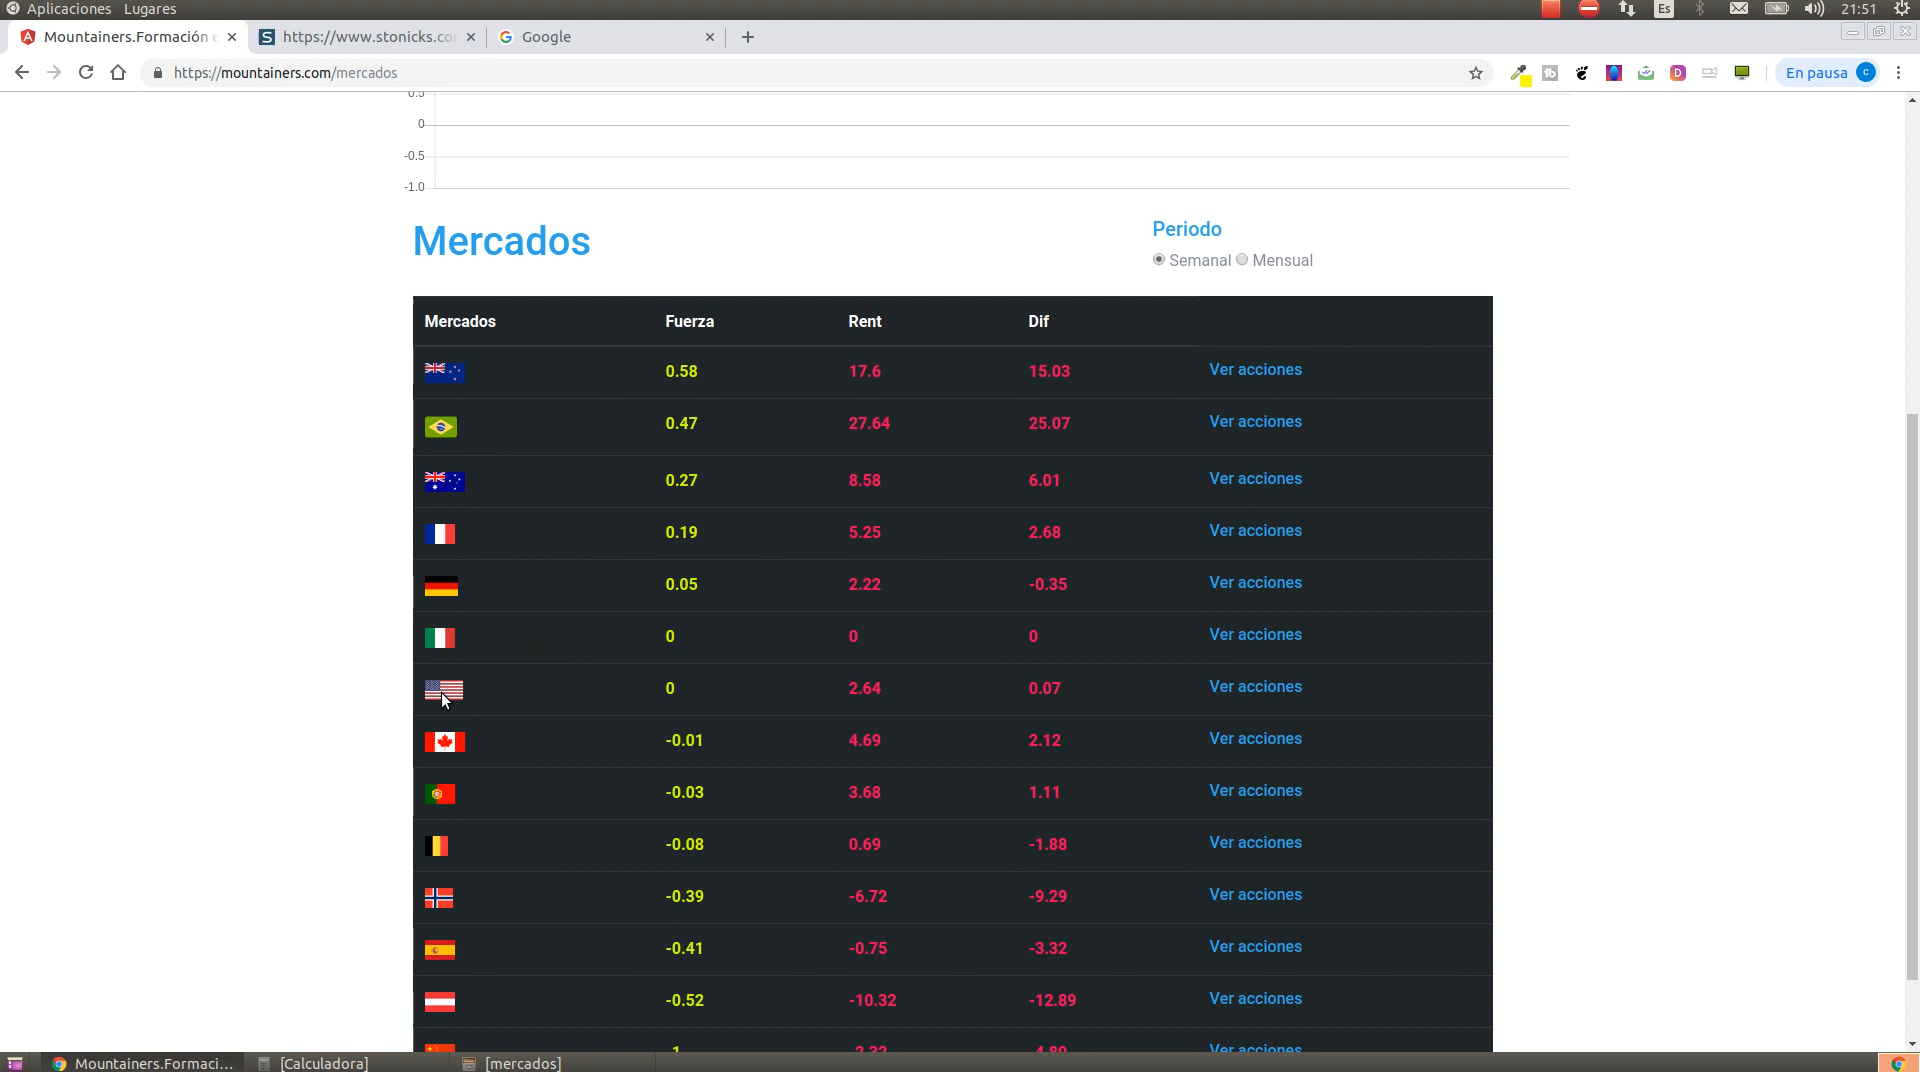 Aplicaciones Lugares Es 21:51
Mountainers.Formación e https://www.stonicks.co Google
https://mountainers.com/mercados En pausa c
0.5
0
-0.5
-1.0
Mercados
Periodo
Semanal Mensual
Mercados Fuerza Rent Dif
0.58 17.6 15.03 Ver acciones
0.47 27.64 25.07 Ver acciones
0.27 8.58 6.01 Ver acciones
0.19 5.25 2.68 Ver acciones
0.05 2.22 -0.35 Ver acciones
0 0 0 Ver acciones
0 2.64 0.07 Ver acciones
-0.01 4.69 2.12 Ver acciones
-0.03 3.68 1.11 Ver acciones
-0.08 0.69 -1.88 Ver acciones
-0.39 -6.72 -9.29 Ver acciones
-0.41 -0.75 -3.32 Ver acciones
-0.52 -10.32 -12.89 Ver acciones
Ver acciones
Mountainers.Formaci... [Calculadora] [mercados]